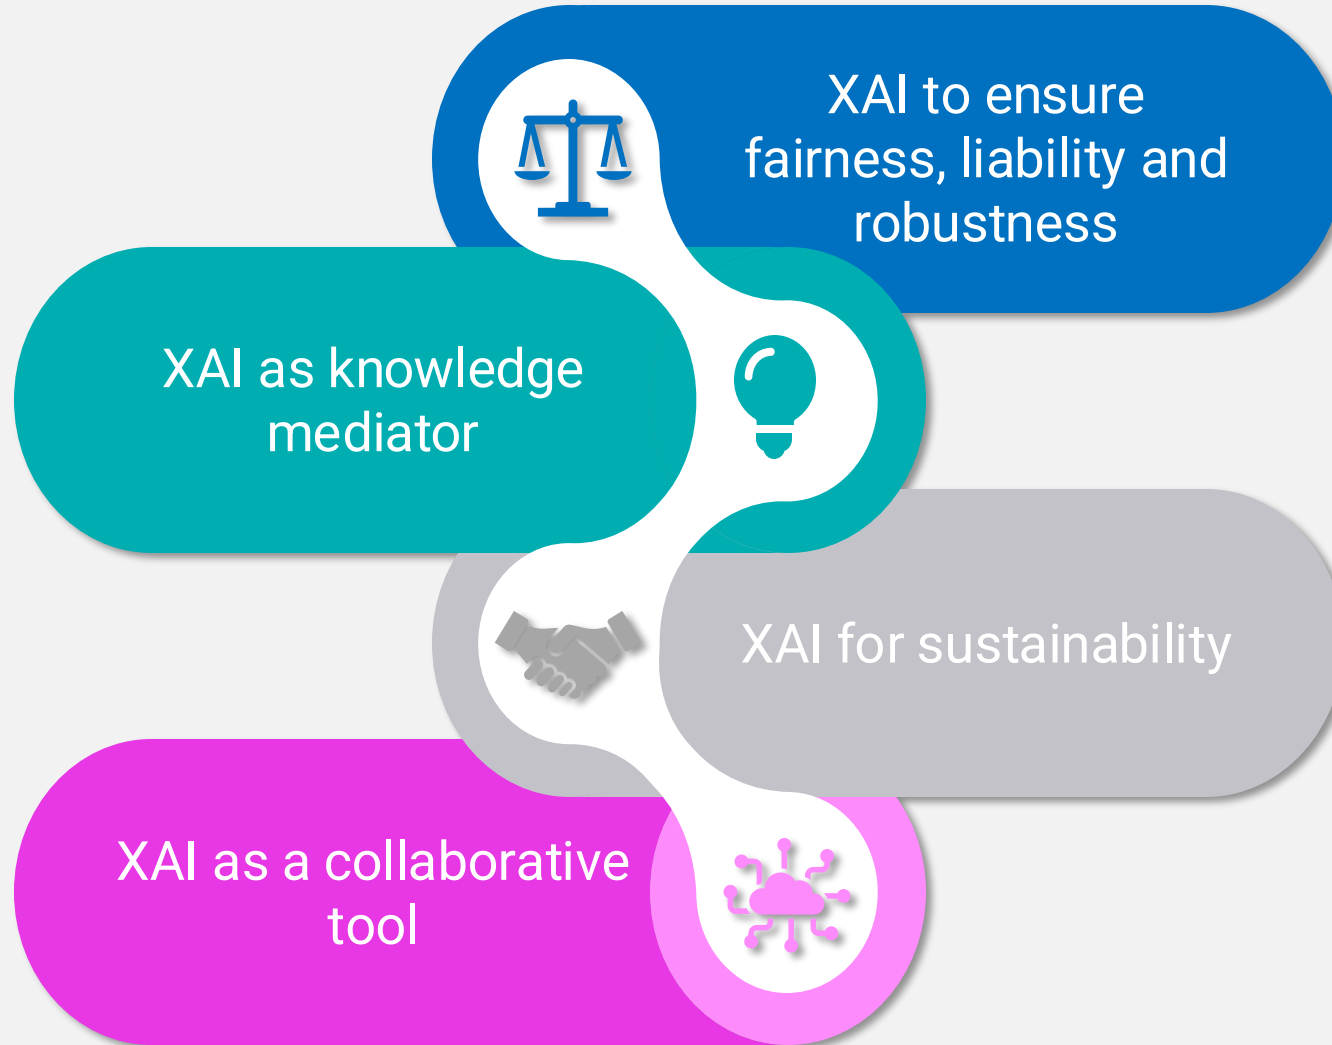 XAI to ensure
fairness, liability and
robustness
XAI as knowledge
mediator
XAI for sustainability
XAI as a collaborative
tool